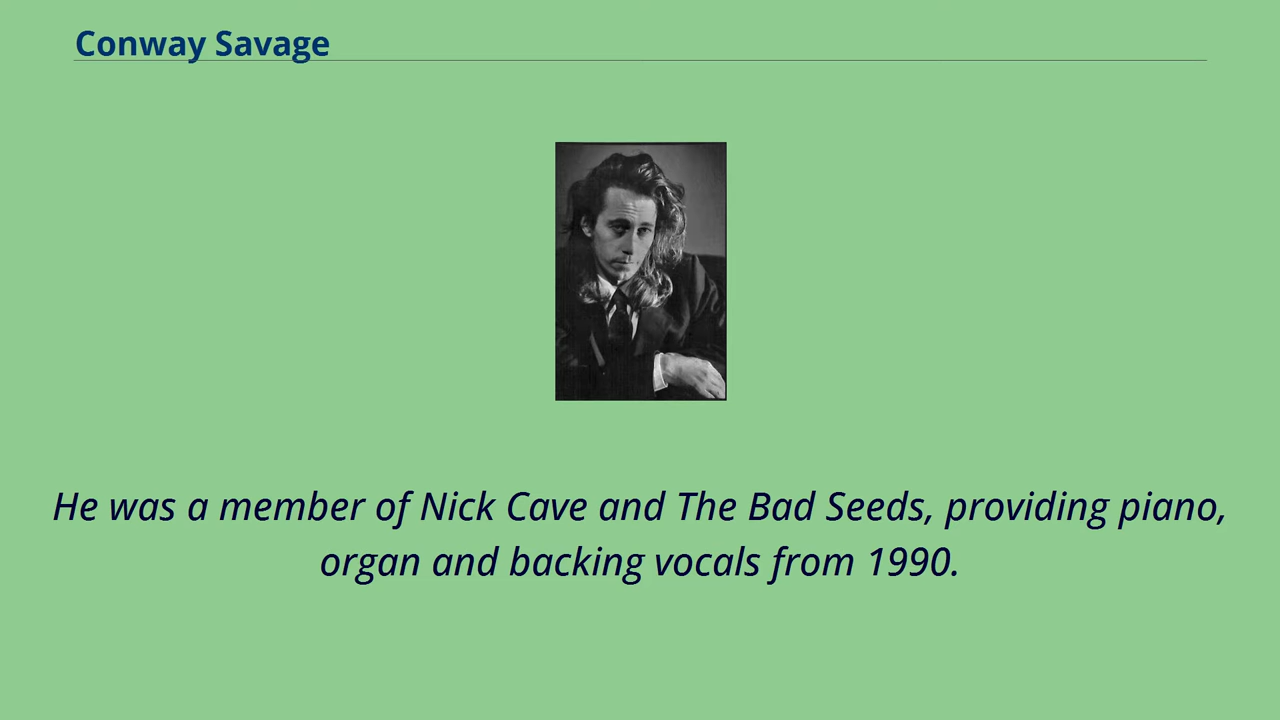 Conway Savage
He was a member of Nick Cave and The Bad Seeds, providing piano,
organ and backing vocals from 1990.